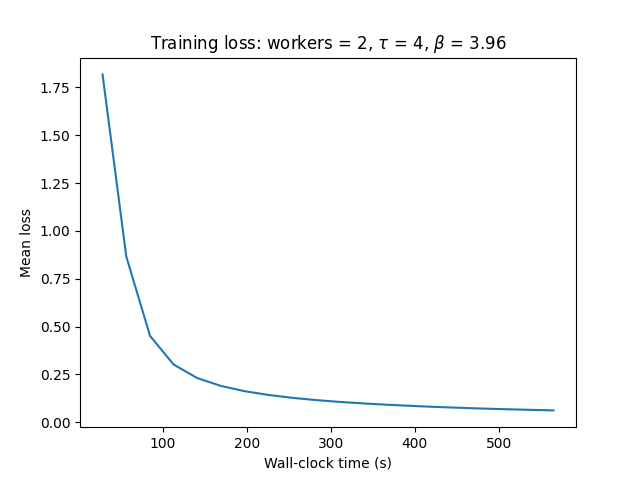 Training loss: workers = 2, τ = 4, β = 3.96
1.75
1.50
1.25
1.00
0.75
0.50
0.25
0.00
Mean loss
100 200 300 400 500
Wall-clock time (s)